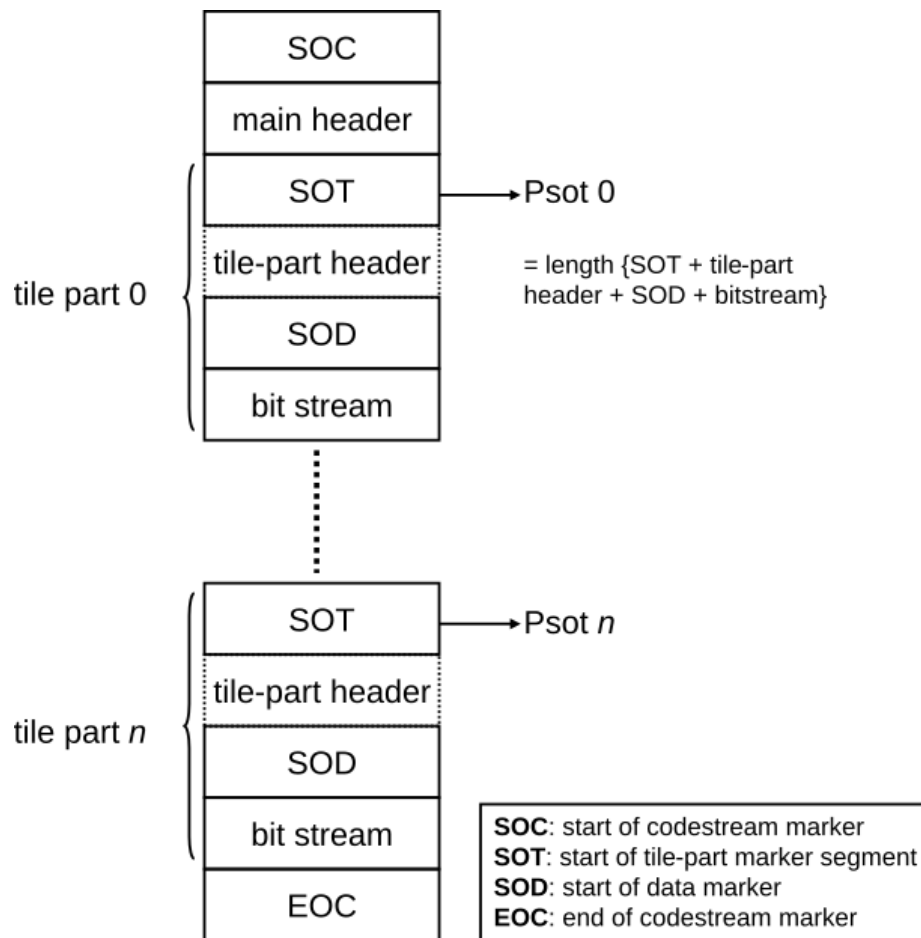 SOC
main header
SOT
Psot 0
tile-part header
= length {SOT + tile-part
header + SOD + bitstream}
tile part 0
SOD
bit stream
SOT
Psot n
tile-part header
tile part n
SOD
bit stream
EOC
SOC: start of codestream marker
SOT: start of tile-part marker segment
SOD: start of data marker
EOC: end of codestream marker